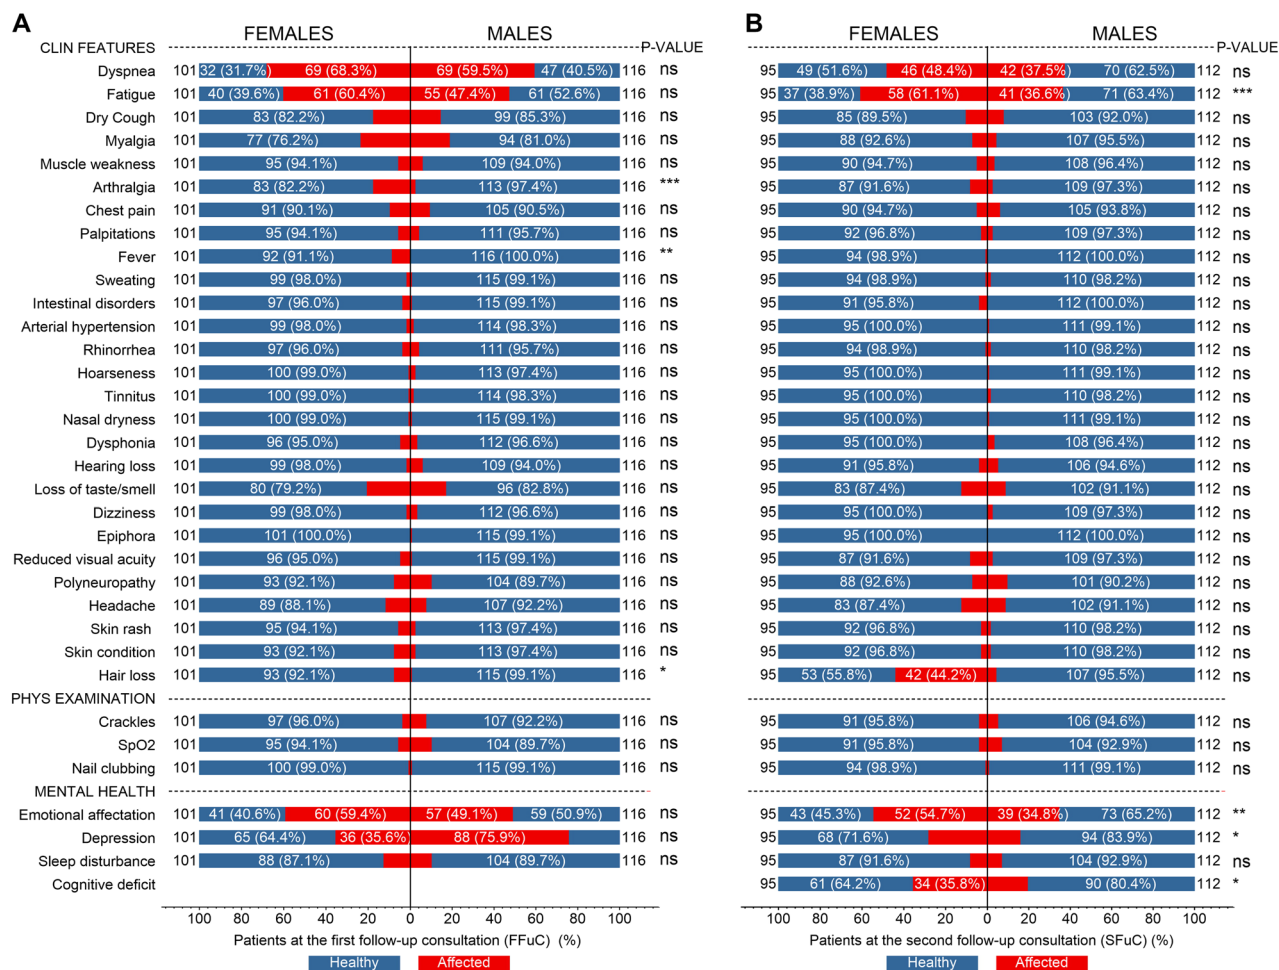 A
B
FEMALES MALES
FEMALES MALES
CLIN FEATURES P-VALUE P-VALUE
Dyspnea 101 32 (31.7%) 69 (68.3%) 69 (59.5%) 47 (40.5%) 116 ns 95 49 (51.6%) 46 (48.4%) 42 (37.5%) 70 (62.5%) 112 ns
Fatigue 101 40 (39.6%) 61 (60.4%) 55 (47.4%) 61 (52.6%) 116 ns 95 37 (38.9%) 58 (61.1%) 41 (36.6%) 71 (63.4%) 112 ***
Dry Cough 101 83 (82.2%) 99 (85.3%) 116 ns 95 85 (89.5%) 103 (92.0%) 112 ns
Myalgia 101 77 (76.2%) 94 (81.0%) 116 ns 95 88 (92.6%) 107 (95.5%) 112 ns
Muscle weakness 101 95 (94.1%) 109 (94.0%) 116 ns 95 90 (94.7%) 108 (96.4%) 112 ns
Arthralgia 101 83 (82.2%) 113 (97.4%) 116 *** 95 87 (91.6%) 109 (97.3%) 112 ns
Chest pain 101 91 (90.1%) 105 (90.5%) 116 ns 95 90 (94.7%) 105 (93.8%) 112 ns
Palpitations 101 95 (94.1%) 111 (95.7%) 116 ns 95 92 (96.8%) 109 (97.3%) 112 ns
Fever 101 92 (91.1%) 116 (100.0%) 116 ** 95 94 (98.9%) 112 (100.0%) 112 ns
Sweating 101 99 (98.0%) 115 (99.1%) 116 ns 95 94 (98.9%) 110 (98.2%) 112 ns
Intestinal disorders 101 97 (96.0%) 115 (99.1%) 116 ns 95 91 (95.8%) 112 (100.0%) 112 ns
Arterial hypertension 101 99 (98.0%) 114 (98.3%) 116 ns 95 95 (100.0%) 111 (99.1%) 112 ns
Rhinorrhea 101 97 (96.0%) 111 (95.7%) 116 ns 95 94 (98.9%) 110 (98.2%) 112 ns
Hoarseness 101 100 (99.0%) 113 (97.4%) 116 ns 95 95 (100.0%) 111 (99.1%) 112 ns
Tinnitus 101 100 (99.0%) 114 (98.3%) 116 ns 95 95 (100.0%) 110 (98.2%) 112 ns
Nasal dryness 101 100 (99.0%) 115 (99.1%) 116 ns 95 95 (100.0%) 111 (99.1%) 112 ns
Dysphonia 101 96 (95.0%) 112 (96.6%) 116 ns 95 95 (100.0%) 108 (96.4%) 112 ns
Hearing loss 101 99 (98.0%) 109 (94.0%) 116 ns 95 91 (95.8%) 106 (94.6%) 112 ns
Loss of taste/smell 101 80 (79.2%) 96 (82.8%) 116 ns 95 83 (87.4%) 102 (91.1%) 112 ns
Dizziness 101 99 (98.0%) 112 (96.6%) 116 ns 95 95 (100.0%) 109 (97.3%) 112 ns
Epiphora 101 101 (100.0%) 115 (99.1%) 116 ns 95 95 (100.0%) 112 (100.0%) 112 ns
Reduced visual acuity 101 96 (95.0%) 115 (99.1%) 116 ns 95 87 (91.6%) 109 (97.3%) 112 ns
Polyneuropathy 101 93 (92.1%) 104 (89.7%) 116 ns 95 88 (92.6%) 101 (90.2%) 112 ns
Headache 101 89 (88.1%) 107 (92.2%) 116 ns 95 83 (87.4%) 102 (91.1%) 112 ns
Skin rash 101 95 (94.1%) 113 (97.4%) 116 ns 95 92 (96.8%) 110 (98.2%) 112 ns
Skin condition 101 93 (92.1%) 113 (97.4%) 116 ns 95 92 (96.8%) 110 (98.2%) 112 ns
Hair loss 101 93 (92.1%) 115 (99.1%) 116 * 95 53 (55.8%) 42 (44.2%) 107 (95.5%) 112 ns
PHYS EXAMINATION
Crackles 101 97 (96.0%) 107 (92.2%) 116 ns 95 91 (95.8%) 106 (94.6%) 112 ns
SpO2 101 95 (94.1%) 104 (89.7%) 116 ns 95 91 (95.8%) 104 (92.9%) 112 ns
Nail clubbing 101 100 (99.0%) 115 (99.1%) 116 ns 95 94 (98.9%) 111 (99.1%) 112 ns
MENTAL HEALTH
Emotional affectation 101 41 (40.6%) 60 (59.4%) 57 (49.1%) 59 (50.9%) 116 ns 95 43 (45.3%) 52 (54.7%) 39 (34.8%) 73 (65.2%) 112 **
Depression 101 65 (64.4%) 36 (35.6%) 88 (75.9%) 116 ns 95 68 (71.6%) 94 (83.9%) 112 *
Sleep disturbance 101 88 (87.1%) 104 (89.7%) 116 ns 95 87 (91.6%) 104 (92.9%) 112 ns
Cognitive deficit 95 61 (64.2%) 34 (35.8%) 90 (80.4%) 112 *
100 80 60 40 20 0 20 40 60 80 100 100 80 60 40 20 0 20 40 60 80 100
Patients at the first follow-up consultation (FFuC) (%) Patients at the second follow-up consultation (SFuC) (%)
Healthy Affected Healthy Affected